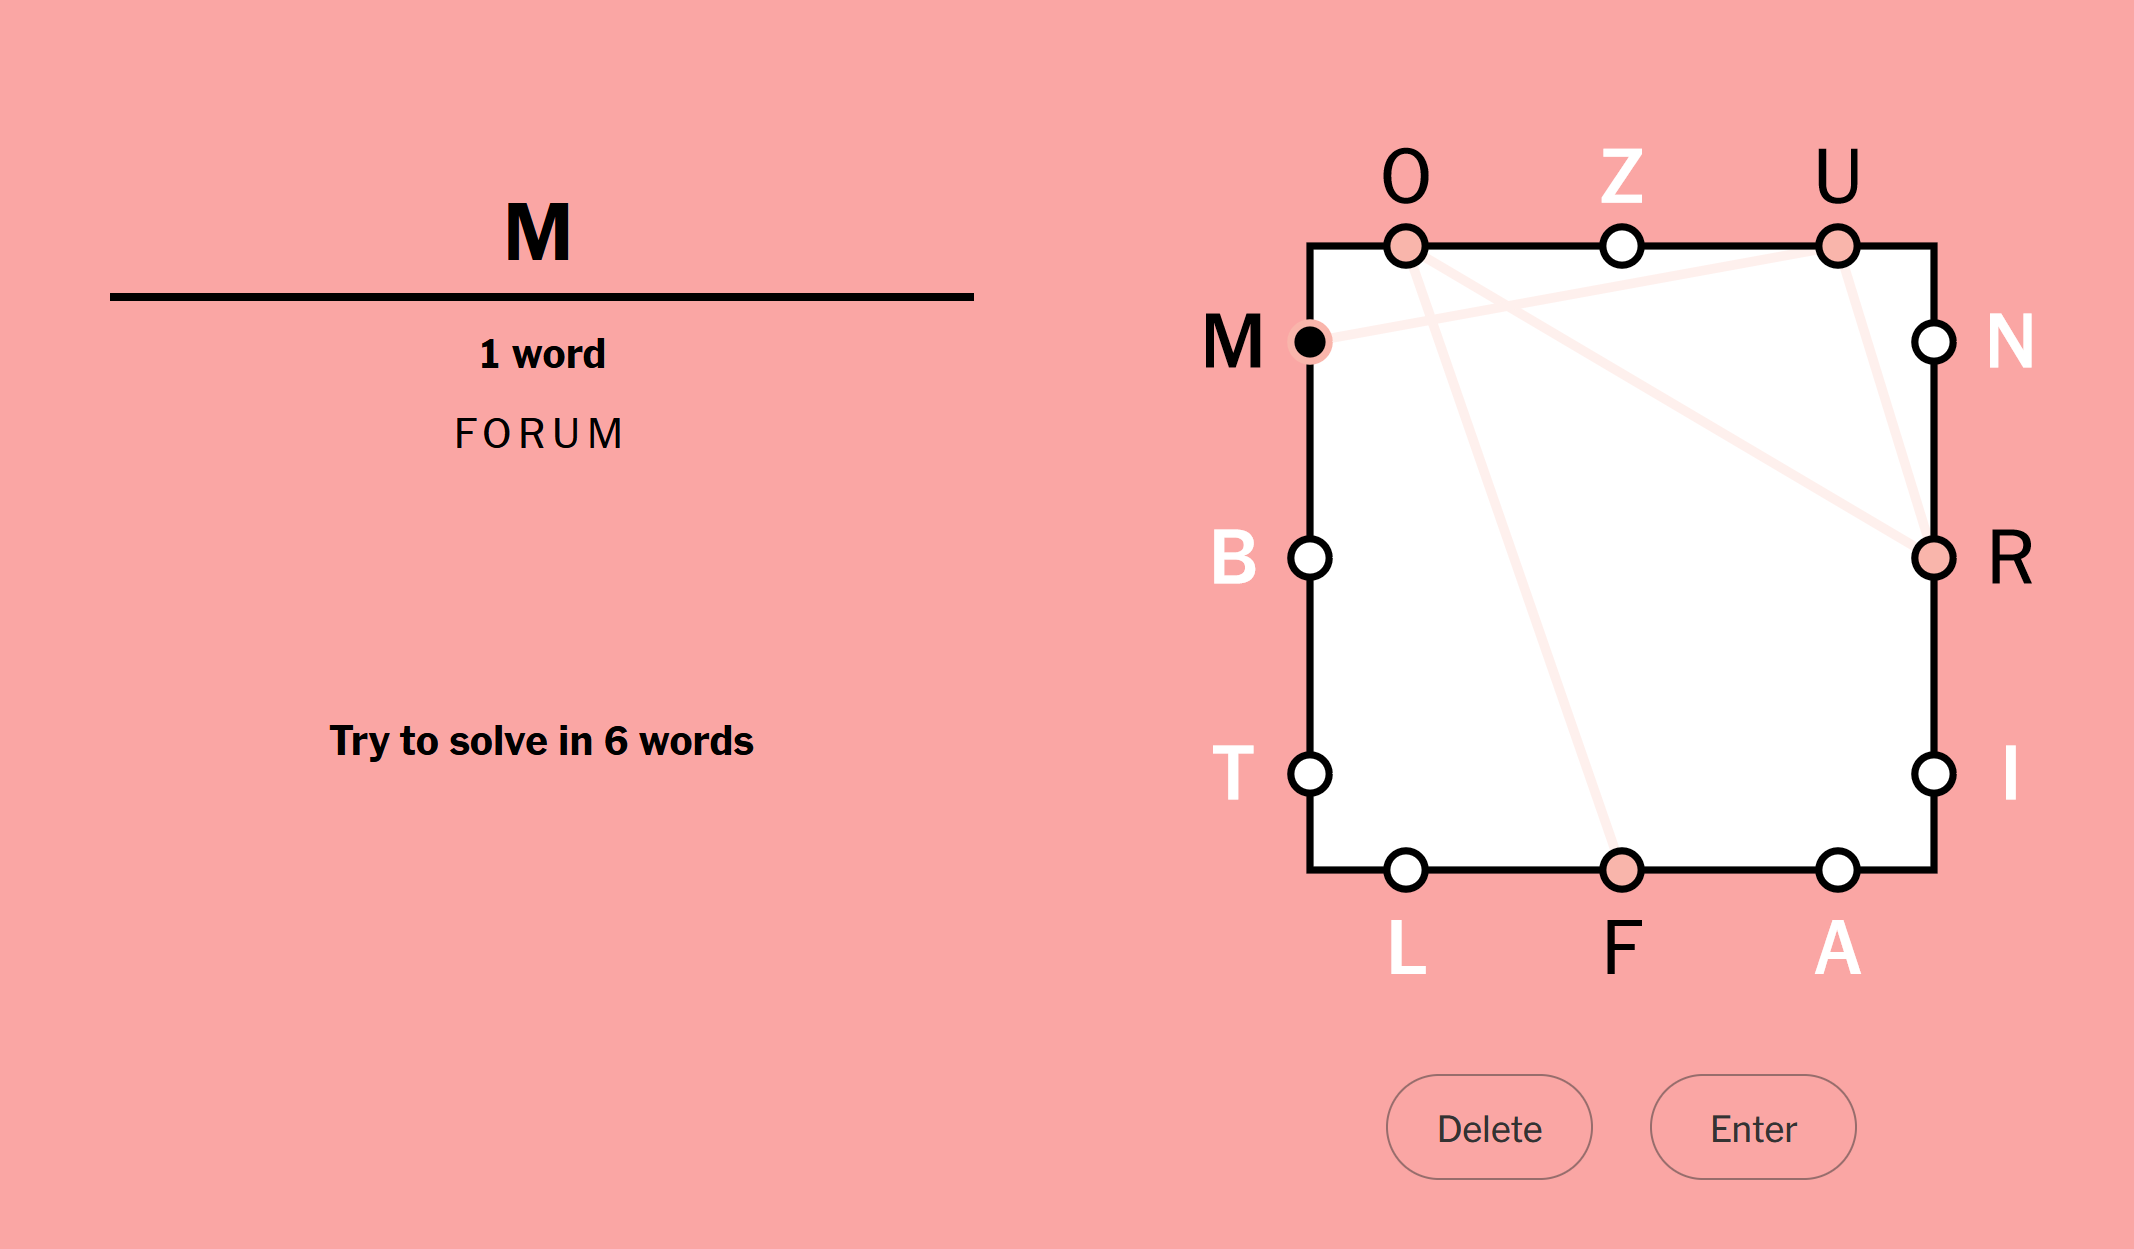 M
1 word
FORUM
Try to solve in 6 words
O Z U
M N
B R
T I
L F A
Delete Enter